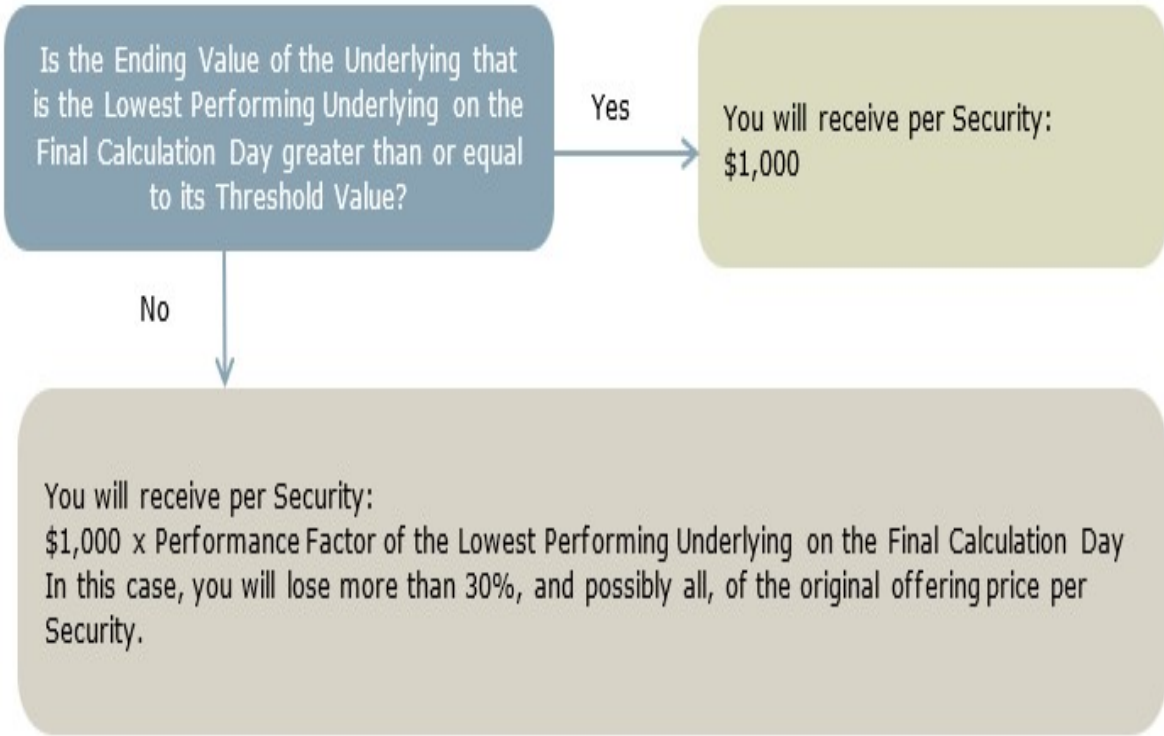 Is the Ending Value of the Underlying that
is the Lowest Performing Underlying on the
Final Calculation Day greater than or equal
to its Threshold Value?
Yes
You will receive per Security:
$1,000
No
You will receive per Security:
$1,000 x Performance Factor of the Lowest Performing Underlying on the Final Calculation Day
In this case, you will lose more than 30%, and possibly all, of the original offering price per
Security.